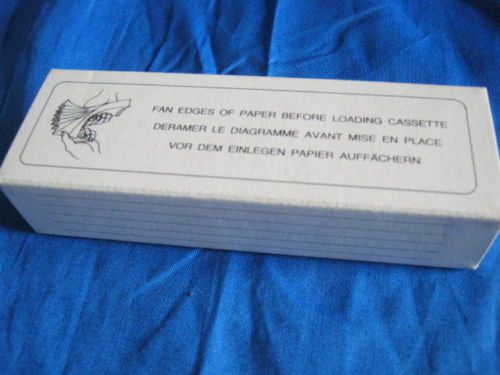 FAN EDGES OF PAPER BEFORE LOADING CASSETTE
DERAMER LE DIAGRAMME AVANT MISE EN PLACE
VOR DEM EINLEGEN PAPIER AUFFÄCHERN